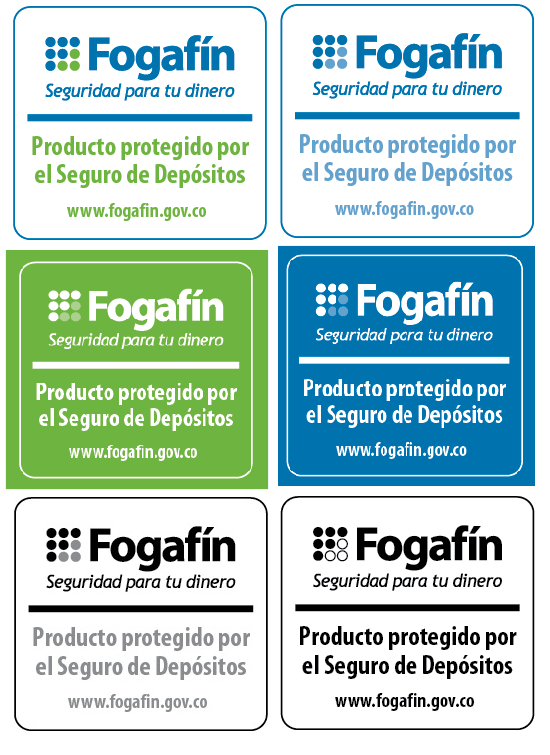 Fogafín
Seguridad para tu dinero
Producto protegido por
el Seguro de Depósitos
www.fogafin.gov.co
Fogafín
Seguridad para tu dinero
Producto protegido por
el Seguro de Depósitos
www.fogafin.gov.co
Fogafín
Seguridad para tu dinero
Producto protegido por
el Seguro de Depósitos
www.fogafin.gov.co
Fogafín
Seguridad para tu dinero
Producto protegido por
el Seguro de Depósitos
www.fogafin.gov.co
Fogafín
Seguridad para tu dinero
Producto protegido por
el Seguro de Depósitos
www.fogafin.gov.co
Fogafín
Seguridad para tu dinero
Producto protegido por
el Seguro de Depósitos
www.fogafin.gov.co